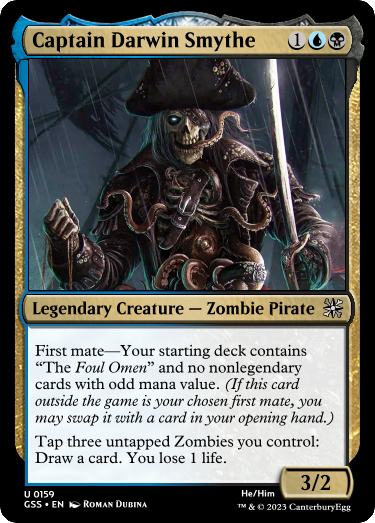 Captain Darwin Smythe 1
Legendary Creature — Zombie Pirate
First mate—Your starting deck contains
“The Foul Omen” and no nonlegendary
cards with odd mana value. (If this card
outside the game is your chosen first mate, you
may swap it with a card in your opening hand.)
Tap three untapped Zombies you control:
Draw a card. You lose 1 life.
3/2
U 0159
GSS • EN Roman Dubina
He/Him
™ & © 2023 CanterburyEgg